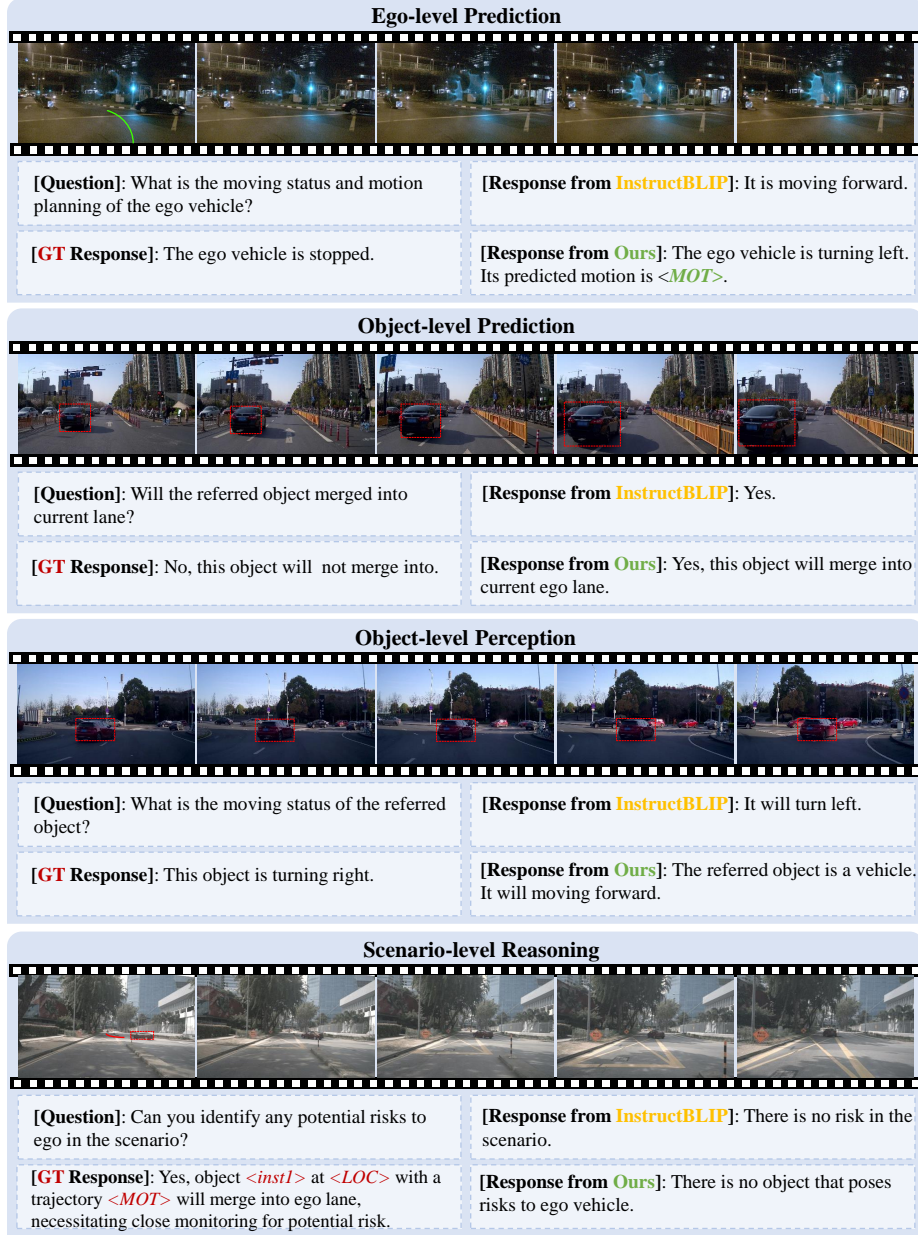 Ego-level Prediction
[Question]: What is the moving status and motion
planning of the ego vehicle?
[Response from InstructBLIP]: It is moving forward.
[GT Response]: The ego vehicle is stopped.
[Response from Ours]: The ego vehicle is turning left.
Its predicted motion is <MOT>.
Object-level Prediction
[Question]: Will the referred object merged into
current lane?
[Response from InstructBLIP]: Yes.
[GT Response]: No, this object will not merge into.
[Response from Ours]: Yes, this object will merge into
current ego lane.
Object-level Perception
[Question]: What is the moving status of the referred
object?
[Response from InstructBLIP]: It will turn left.
[GT Response]: This object is turning right.
[Response from Ours]: The referred object is a vehicle.
It will moving forward.
Scenario-level Reasoning
[Question]: Can you identify any potential risks to
ego in the scenario?
[Response from InstructBLIP]: There is no risk in the
scenario.
[GT Response]: Yes, object <inst1> at <LOC> with a
trajectory <MOT> will merge into ego lane,
necessitating close monitoring for potential risk.
[Response from Ours]: There is no object that poses
risks to ego vehicle.